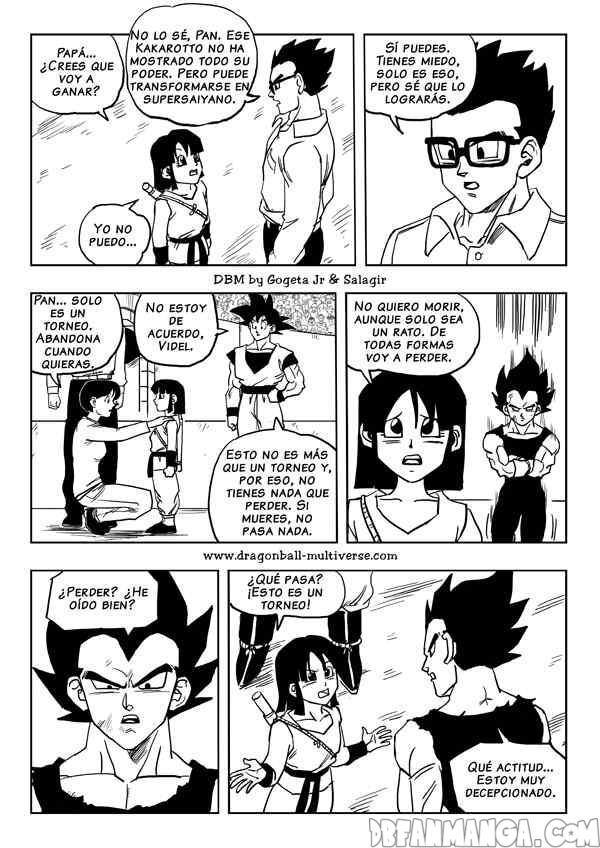 PAPÁ...
¿CREES QUE
VOY A
GANAR?
NO LO SÉ, PAN. ESE
KAKAROTTO NO HA
MOSTRADO TODO SU
PODER. PERO PUEDE
TRANSFORMARSE EN
SUPERSAIYANO.
YO NO
PUEDO...
SÍ PUEDES.
TIENES MIEDO,
SOLO ES ESO,
PERO SÉ QUE LO
LOGRARÁS.
DBM by Gogeta Jr & Salagir
PAN... SOLO
ES UN
TORNEO.
ABANDONA
CUANDO
QUIERAS.
NO ESTOY
DE
ACUERDO,
VIDEL.
ESTO NO ES MÁS
QUE UN TORNEO Y,
POR ESO, NO
TIENES NADA QUE
PERDER. SI
MUERES, NO
PASA NADA.
NO QUIERO MORIR,
AUNQUE SOLO SEA
UN RATO. DE
TODAS FORMAS
VOY A PERDER.
www.dragonball-multiverse.com
¿PERDER? ¿HE
OÍDO BIEN?
¿QUÉ PASA?
¡ESTO ES UN
TORNEO!
QUÉ ACTITUD...
ESTOY MUY
DECEPCIONADO.
DBFANMANGA.COM